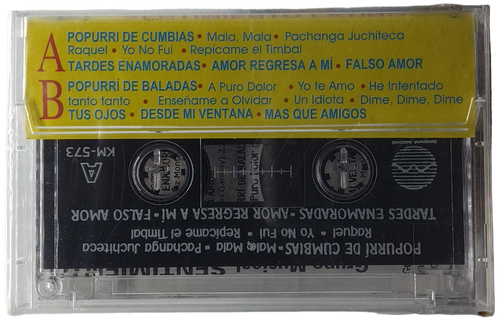 A
POPURRI DE CUMBIAS • Mala, Mala • Pachanga Juchiteca
Raquel • Yo No Fui • Repícame el Timbal
TARDES ENAMORADAS • AMOR REGRESA A MÍ • FALSO AMOR
B
POPURRÍ DE BALADAS • A Puro Dolor • Yo te Amo • He Intentado
tanto tanto • Enseñame a Olvidar • Un Idiota • Dime, Dime, Dime
TUS OJOS • DESDE MI VENTANA • MAS QUE AMIGOS
A
KM-573
POPURRÍ DE CUMBIAS • Mala, Mala • Pachanga Juchiteca
Raquel • Yo No Fui • Repícame el Timbal
TARDES ENAMORADAS • AMOR REGRESA A MÍ • FALSO AMOR
Grupo Musical